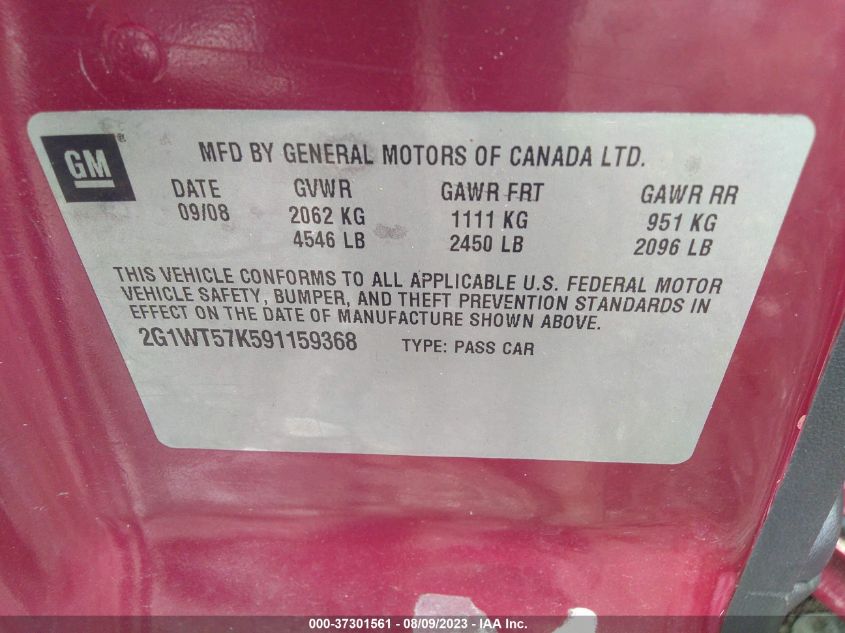 GM®
MFD BY GENERAL MOTORS OF CANADA LTD.
DATE GVWR GAWR FRT GAWR RR
09/08 2062 KG 1111 KG 951 KG
4546 LB 2450 LB 2096 LB
THIS VEHICLE CONFORMS TO ALL APPLICABLE U.S. FEDERAL MOTOR
VEHICLE SAFETY, BUMPER, AND THEFT PREVENTION STANDARDS IN
EFFECT ON THE DATE OF MANUFACTURE SHOWN ABOVE.
2G1WT57K591159368 TYPE: PASS CAR
000-37301561 - 08/09/2023 - IAA Inc.